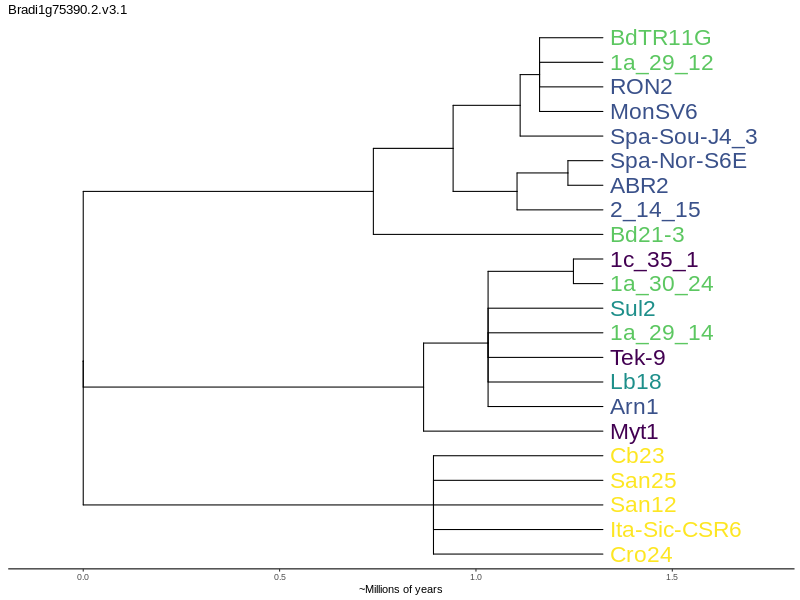 Bradi1g75390.2.v3.1
BdTR11G
1a_29_12
RON2
MonSV6
Spa-Sou-J4_3
Spa-Nor-S6E
ABR2
2_14_15
Bd21-3
1c_35_1
1a_30_24
Sul2
1a_29_14
Tek-9
Lb18
Arn1
Myt1
Cb23
San25
San12
Ita-Sic-CSR6
Cro24
0.0 0.5 1.0 1.5
~Millions of years